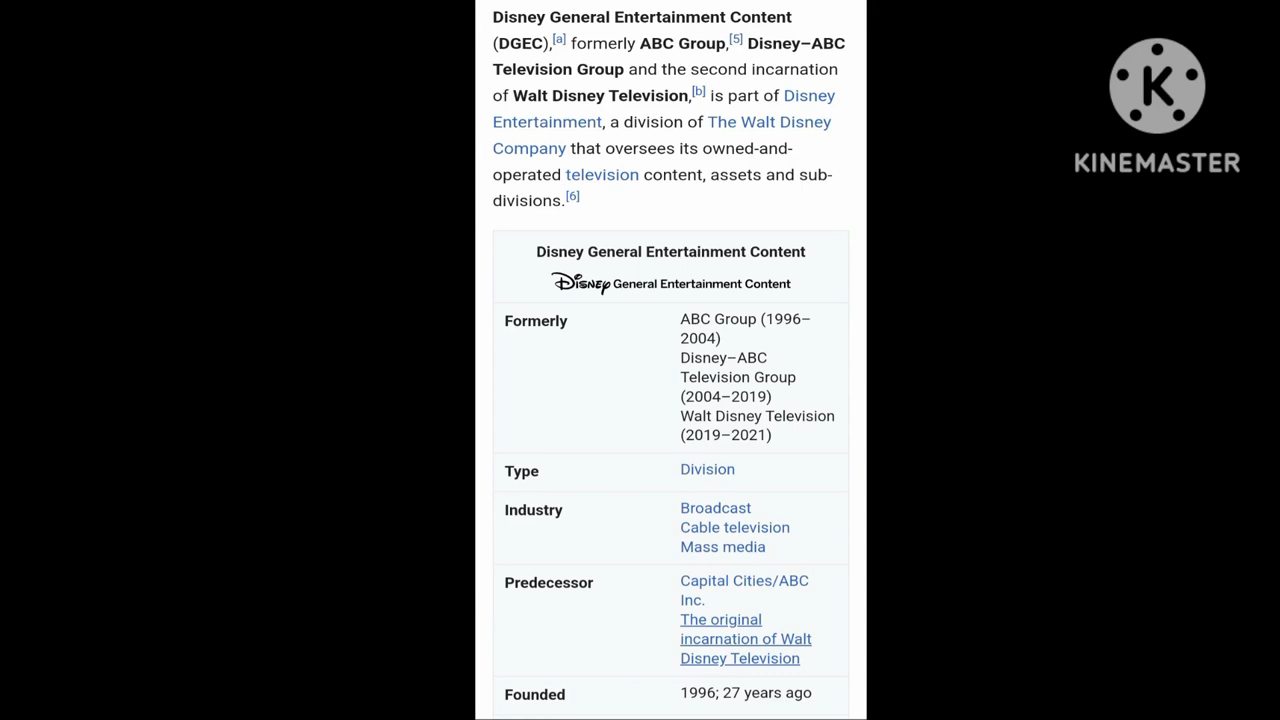 Disney General Entertainment Content
(DGEC),[a] formerly ABC Group,[5] Disney–ABC
Television Group and the second incarnation
of Walt Disney Television,[b] is part of Disney
Entertainment, a division of The Walt Disney
Company that oversees its owned-and-
operated television content, assets and sub-
divisions.[6]
Disney General Entertainment Content
Disney General Entertainment Content
Formerly
ABC Group (1996–
2004)
Disney–ABC
Television Group
(2004–2019)
Walt Disney Television
(2019–2021)
Type
Division
Industry
Broadcast
Cable television
Mass media
Predecessor
Capital Cities/ABC
Inc.
The original
incarnation of Walt
Disney Television
Founded
1996; 27 years ago
K
KINEMASTER